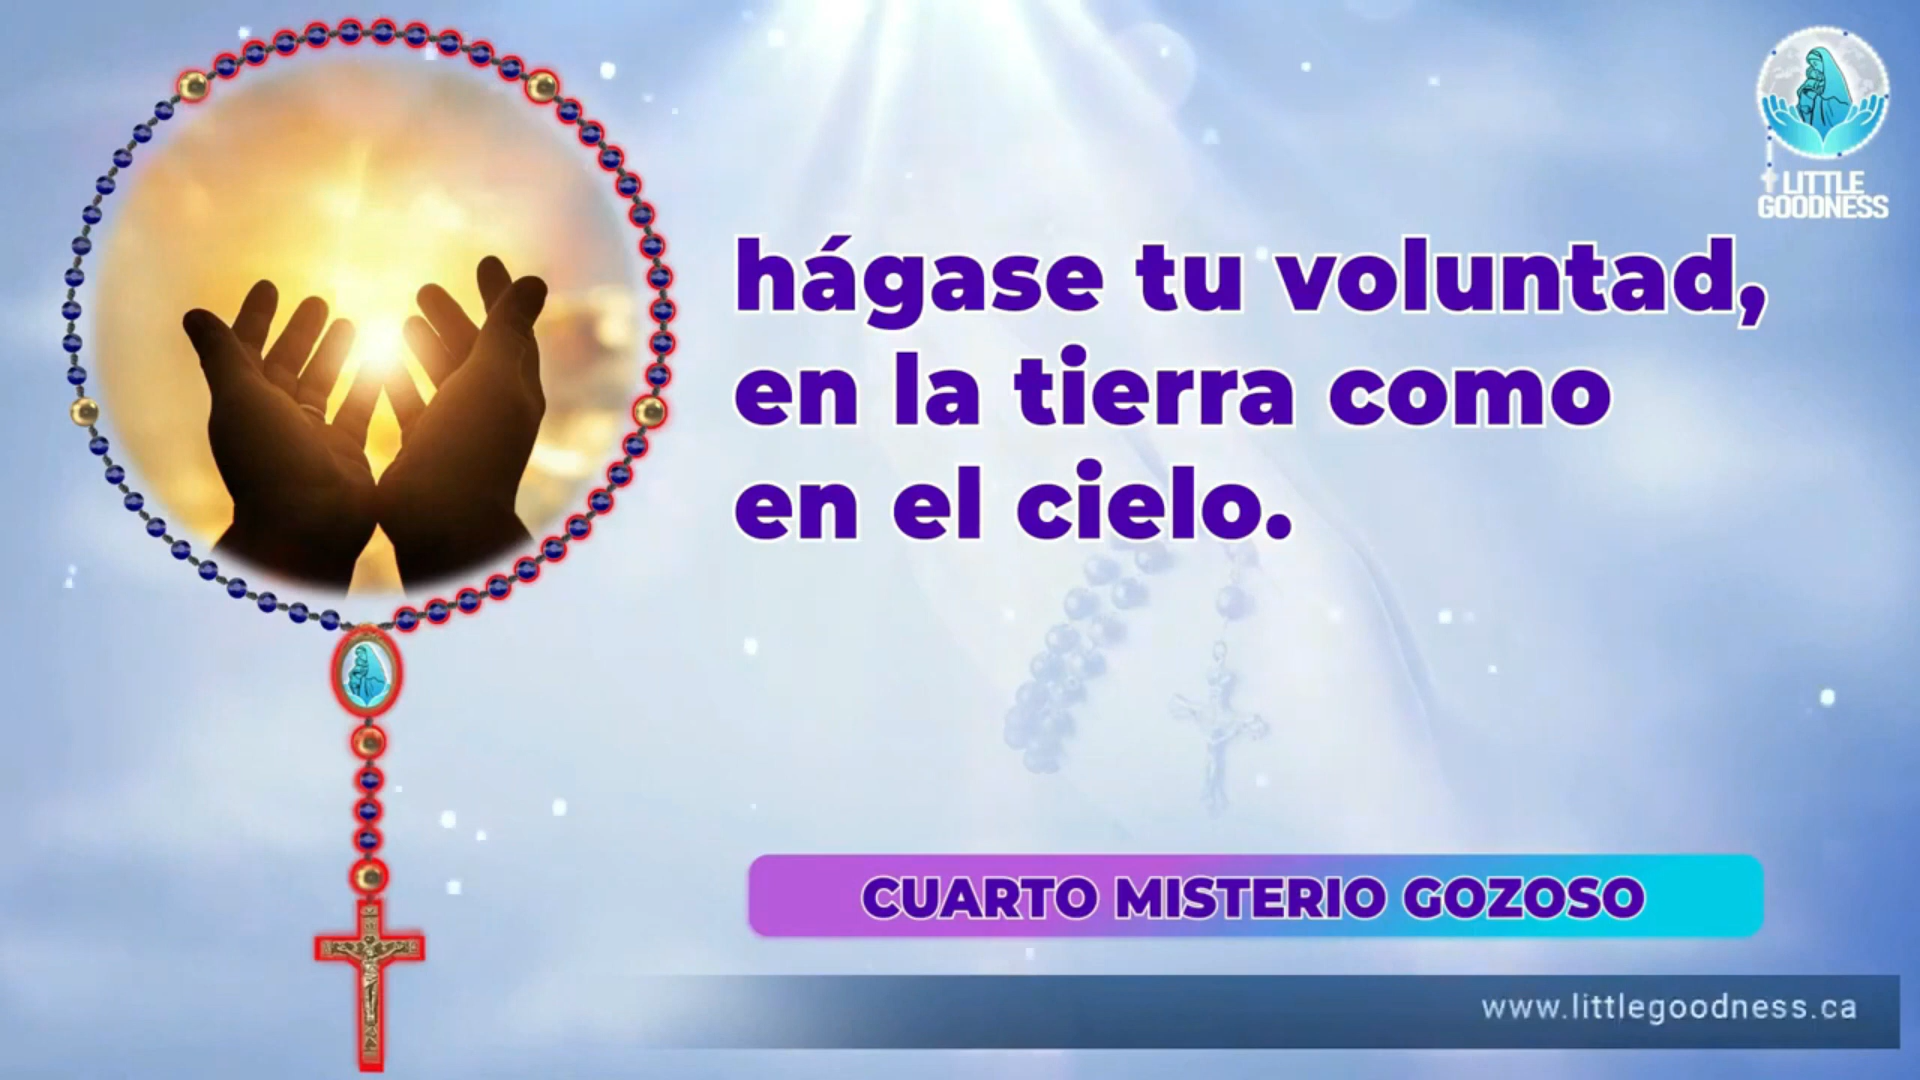 LITTLE
GOODNESS
hágase tu voluntad,
en la tierra como
en el cielo.
CUARTO MISTERIO GOZOSO
www.littlegoodness.ca